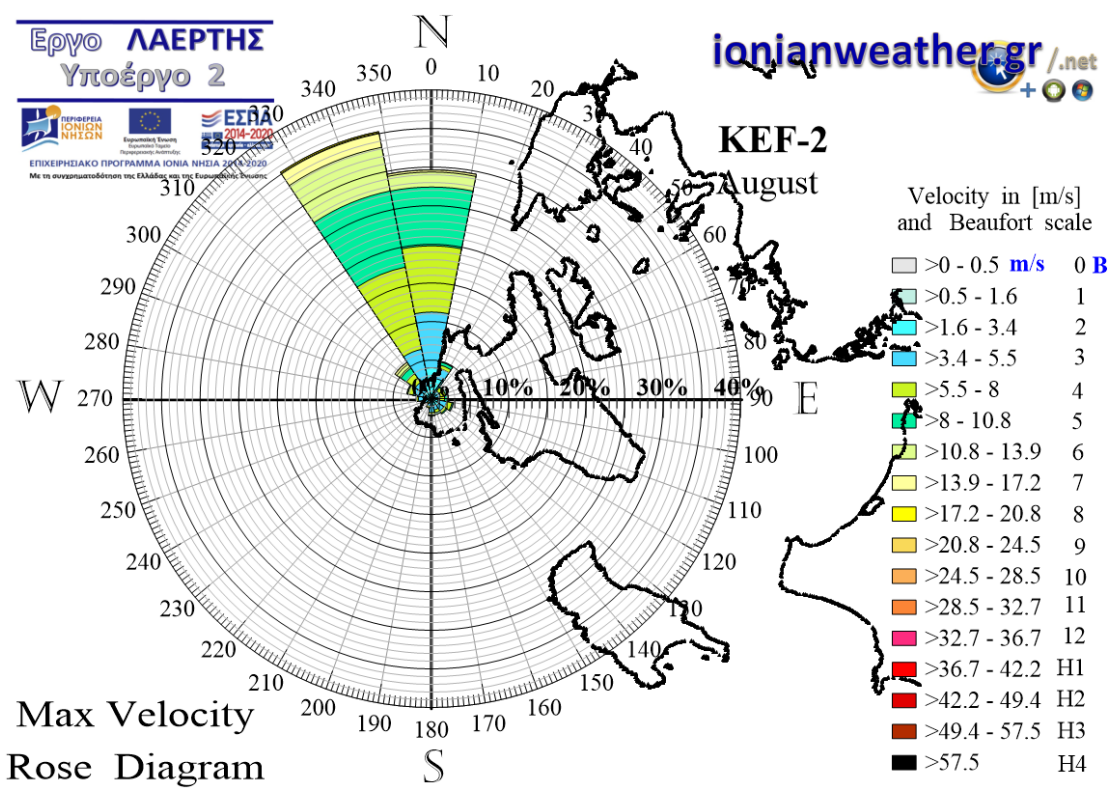 Εργο ΛΑΕΡΤΗΣ
Υποέργο 2
ΠΕΡΙΦΕΡΕΙΑ
ΙΟΝΙΩΝ
ΝΗΣΩΝ
Ευρωπαϊκή Ένωση
Ευρωπαϊκό Ταμείο
Περιφερειακής Ανάπτυξης
ΕΣΠΑ
2014-2020
ΕΠΙΧΕΙΡΗΣΙΑΚΟ ΠΡΟΓΡΑΜΜΑ ΙΟΝΙΑ ΝΗΣΙΑ 2014-2020
Με τη συγχρηματοδότηση της Ελλάδας και της Ευρωπαϊκής Ένωσης
ionianweather.gr /.net
+
KEF-2
August
N
0
10
20
3
40
50
60
70
80
90
100
110
120
130
140
150
160
170
180
190
200
210
220
230
240
250
260
270
280
290
300
310
320
330
340
350
W
E
S
0% 10% 20% 30% 40%
Velocity in [m/s]
and Beaufort scale
>0 - 0.5 m/s 0 B
>0.5 - 1.6 1
>1.6 - 3.4 2
>3.4 - 5.5 3
>5.5 - 8 4
>8 - 10.8 5
>10.8 - 13.9 6
>13.9 - 17.2 7
>17.2 - 20.8 8
>20.8 - 24.5 9
>24.5 - 28.5 10
>28.5 - 32.7 11
>32.7 - 36.7 12
>36.7 - 42.2 H1
>42.2 - 49.4 H2
>49.4 - 57.5 H3
>57.5 H4
Max Velocity
Rose Diagram